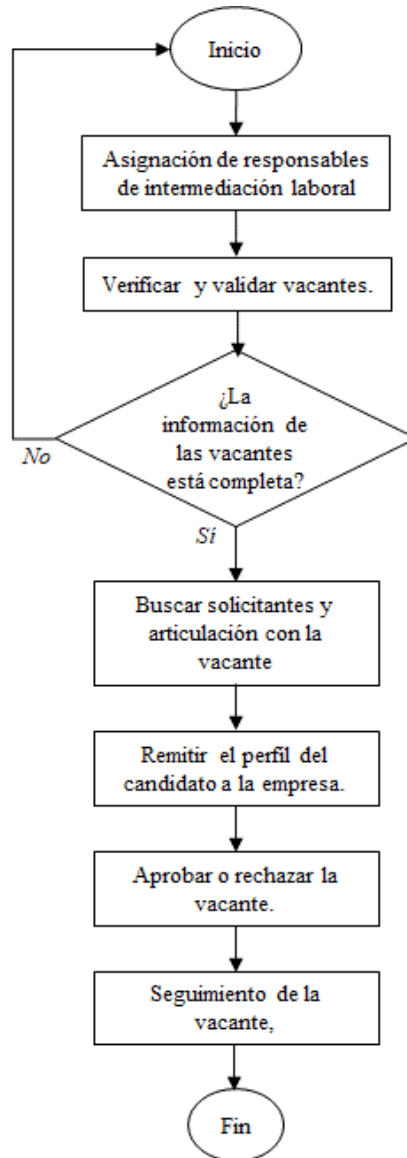 Inicio
Asignación de responsables
de intermediación laboral
Verificar y validar vacantes.
¿La
información de
las vacantes
está completa?
No
Sí
Buscar solicitantes y
articulación con la
vacante
Remitir el perfil del
candidato a la empresa.
Aprobar o rechazar la
vacante.
Seguimiento de la
vacante,
Fin